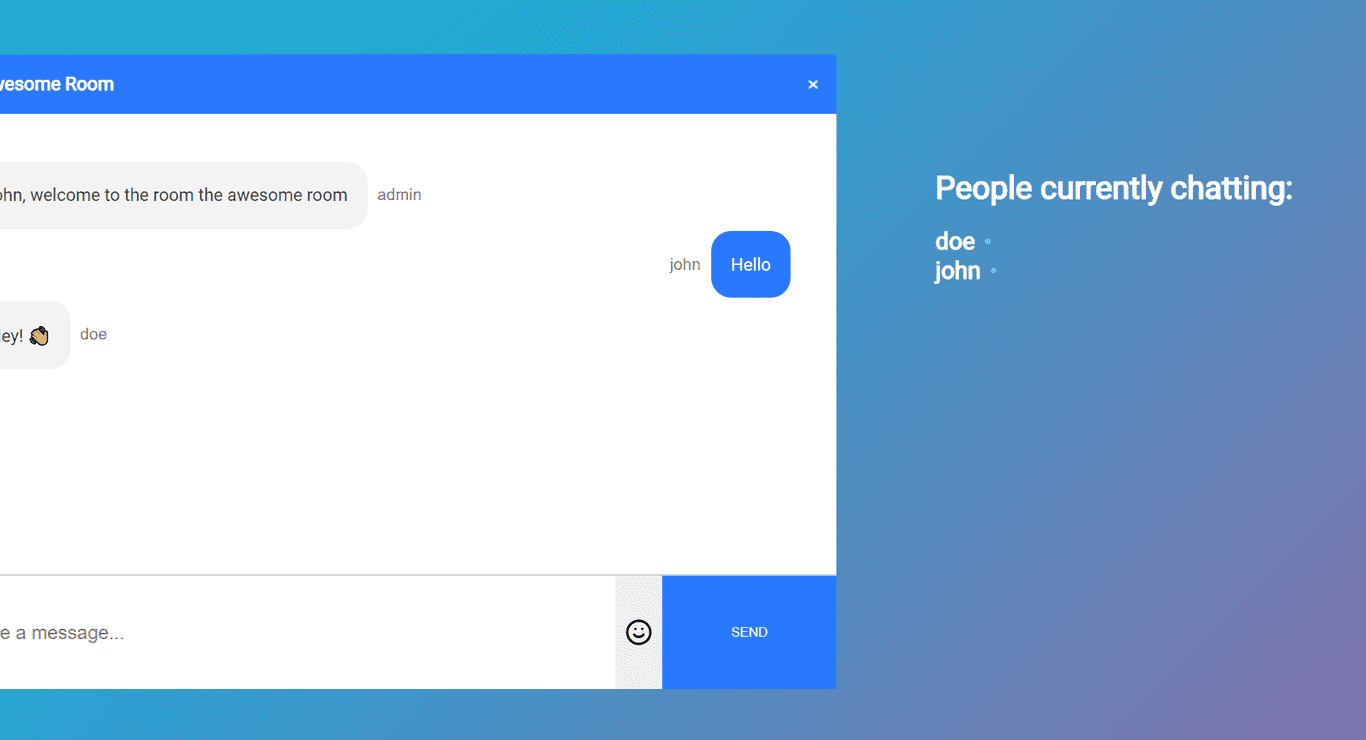 wesome Room
×
ohn, welcome to the room the awesome room admin
People currently chatting:
doe
john Hello
john
ey! 👏 doe
e a message...
SEND